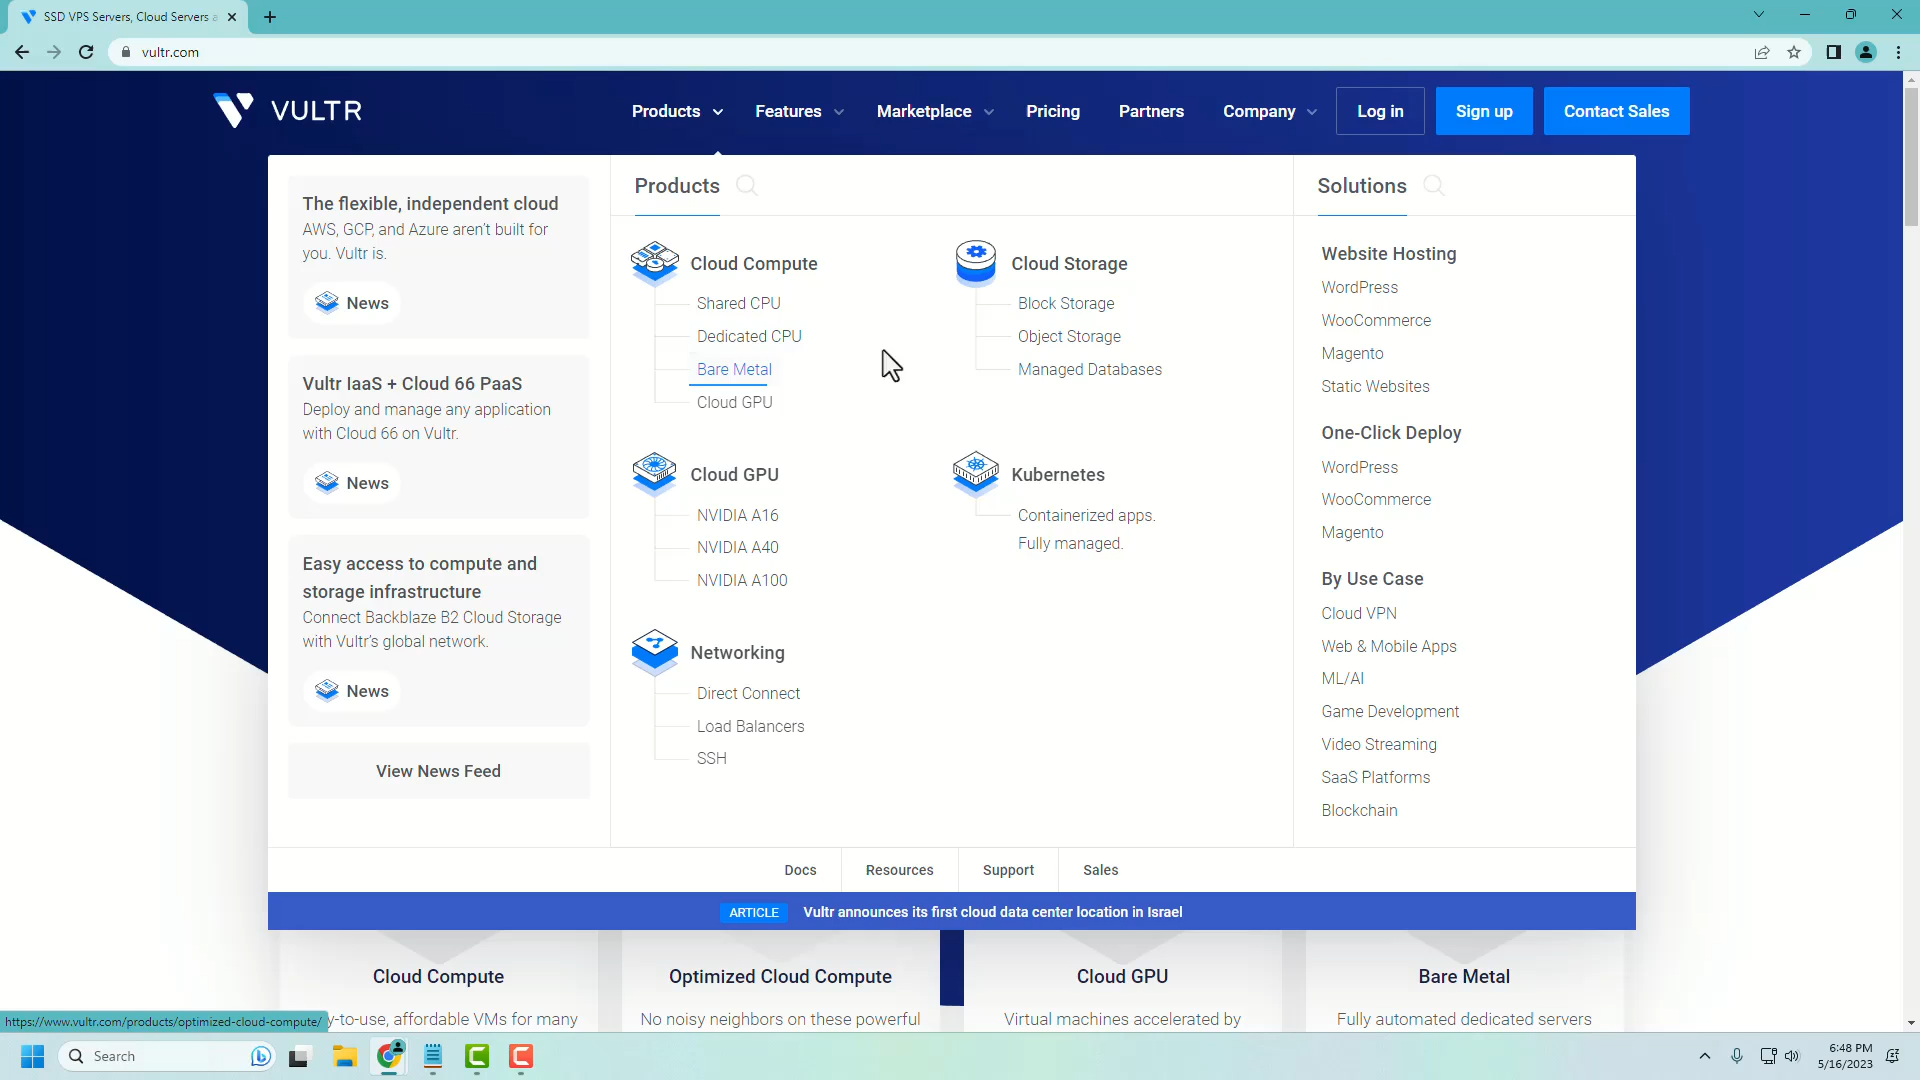 SSD VPS Servers, Cloud Servers a
vultr.com
VULTR
Products
Features
Marketplace
Pricing
Partners
Company
Log in
Sign up
Contact Sales
The flexible, independent cloud
AWS, GCP, and Azure aren't built for
you. Vultr is.
News
Vultr IaaS + Cloud 66 PaaS
Deploy and manage any application
with Cloud 66 on Vultr.
News
Easy access to compute and
storage infrastructure
Connect Backblaze B2 Cloud Storage
with Vultr's global network.
News
View News Feed
Products
Cloud Compute
Shared CPU
Dedicated CPU
Bare Metal
Cloud GPU
Cloud Storage
Block Storage
Object Storage
Managed Databases
Cloud GPU
NVIDIA A16
NVIDIA A40
NVIDIA A100
Kubernetes
Containerized apps.
Fully managed.
Networking
Direct Connect
Load Balancers
SSH
Solutions
Website Hosting
WordPress
WooCommerce
Magento
Static Websites
One-Click Deploy
WordPress
WooCommerce
Magento
By Use Case
Cloud VPN
Web & Mobile Apps
ML/AI
Game Development
Video Streaming
SaaS Platforms
Blockchain
Docs
Resources
Support
Sales
ARTICLE Vultr announces its first cloud data center location in Israel
Cloud Compute
y-to-use, affordable VMs for many
Optimized Cloud Compute
No noisy neighbors on these powerful
Cloud GPU
Virtual machines accelerated by
Bare Metal
Fully automated dedicated servers
https://www.vultr.com/products/optimized-cloud-compute/
Search
6:48 PM
5/16/2023